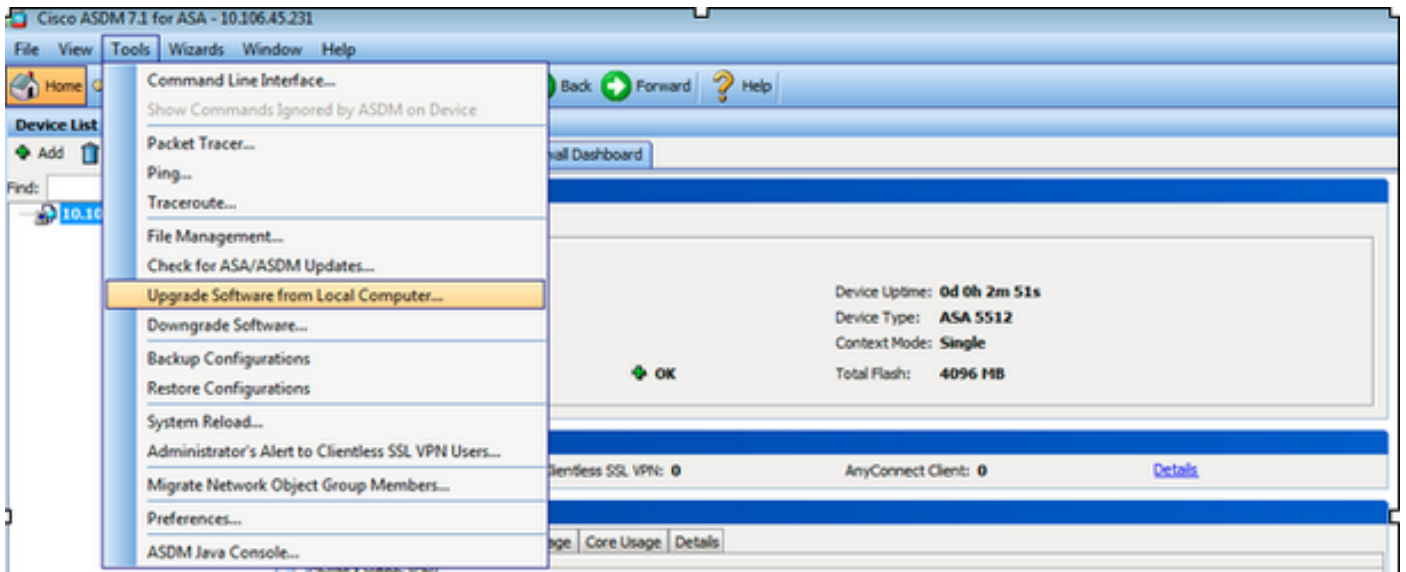 Cisco ASDM 7.1 for ASA - 10.106.45.231
File View Tools Wizards Window Help
Home Back Forward Help
Command Line Interface...
Show Commands Ignored by ASDM on Device
Device List
Add
Packet Tracer...
Ping...
Find:
Traceroute...
10.10
File Management...
Check for ASA/ASDM Updates...
Upgrade Software from Local Computer...
Downgrade Software...
Backup Configurations
Restore Configurations
System Reload...
Administrator's Alert to Clientless SSL VPN Users...
Migrate Network Object Group Members...
Preferences...
ASDM Java Console...
Dashboard
Device Uptime: 0d 0h 2m 51s
Device Type: ASA 5512
Context Mode: Single
OK Total Flash: 4096 MB
SSL VPN: 0 AnyConnect Client: 0 Details
Core Usage Details